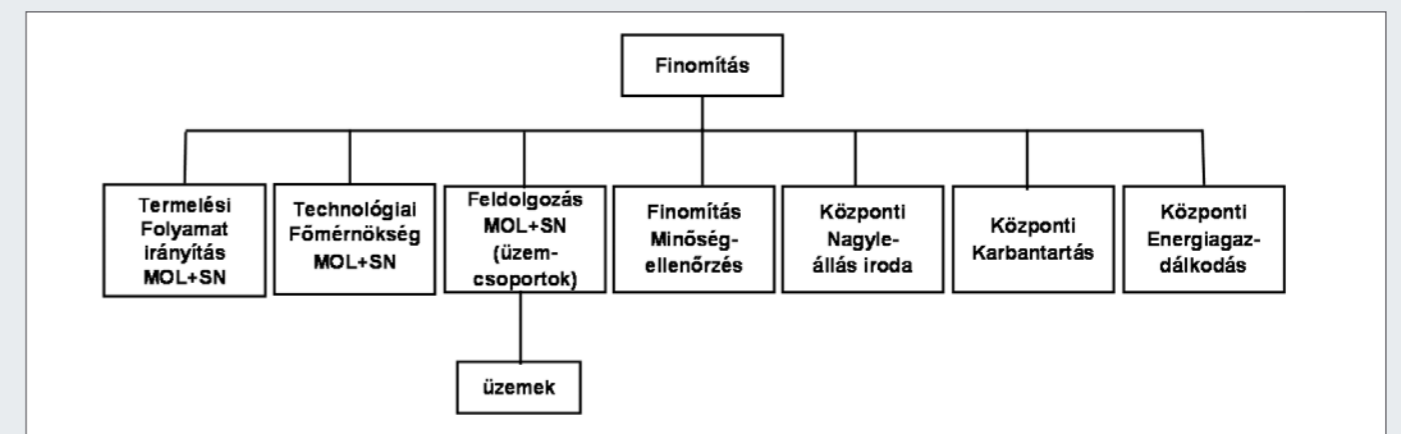 Finomítás
Termelési
Folyamat
irányítás
MOL+SN
Technológiai
Főmérnökség
MOL+SN
Feldolgozás
MOL+SN
(üzem-
csoportok)
Finomítás
Minőség-
ellenőrzés
Központi
Nagyle-
állás iroda
Központi
Karbantartás
Központi
Energiagaz-
dálkodás
üzemek